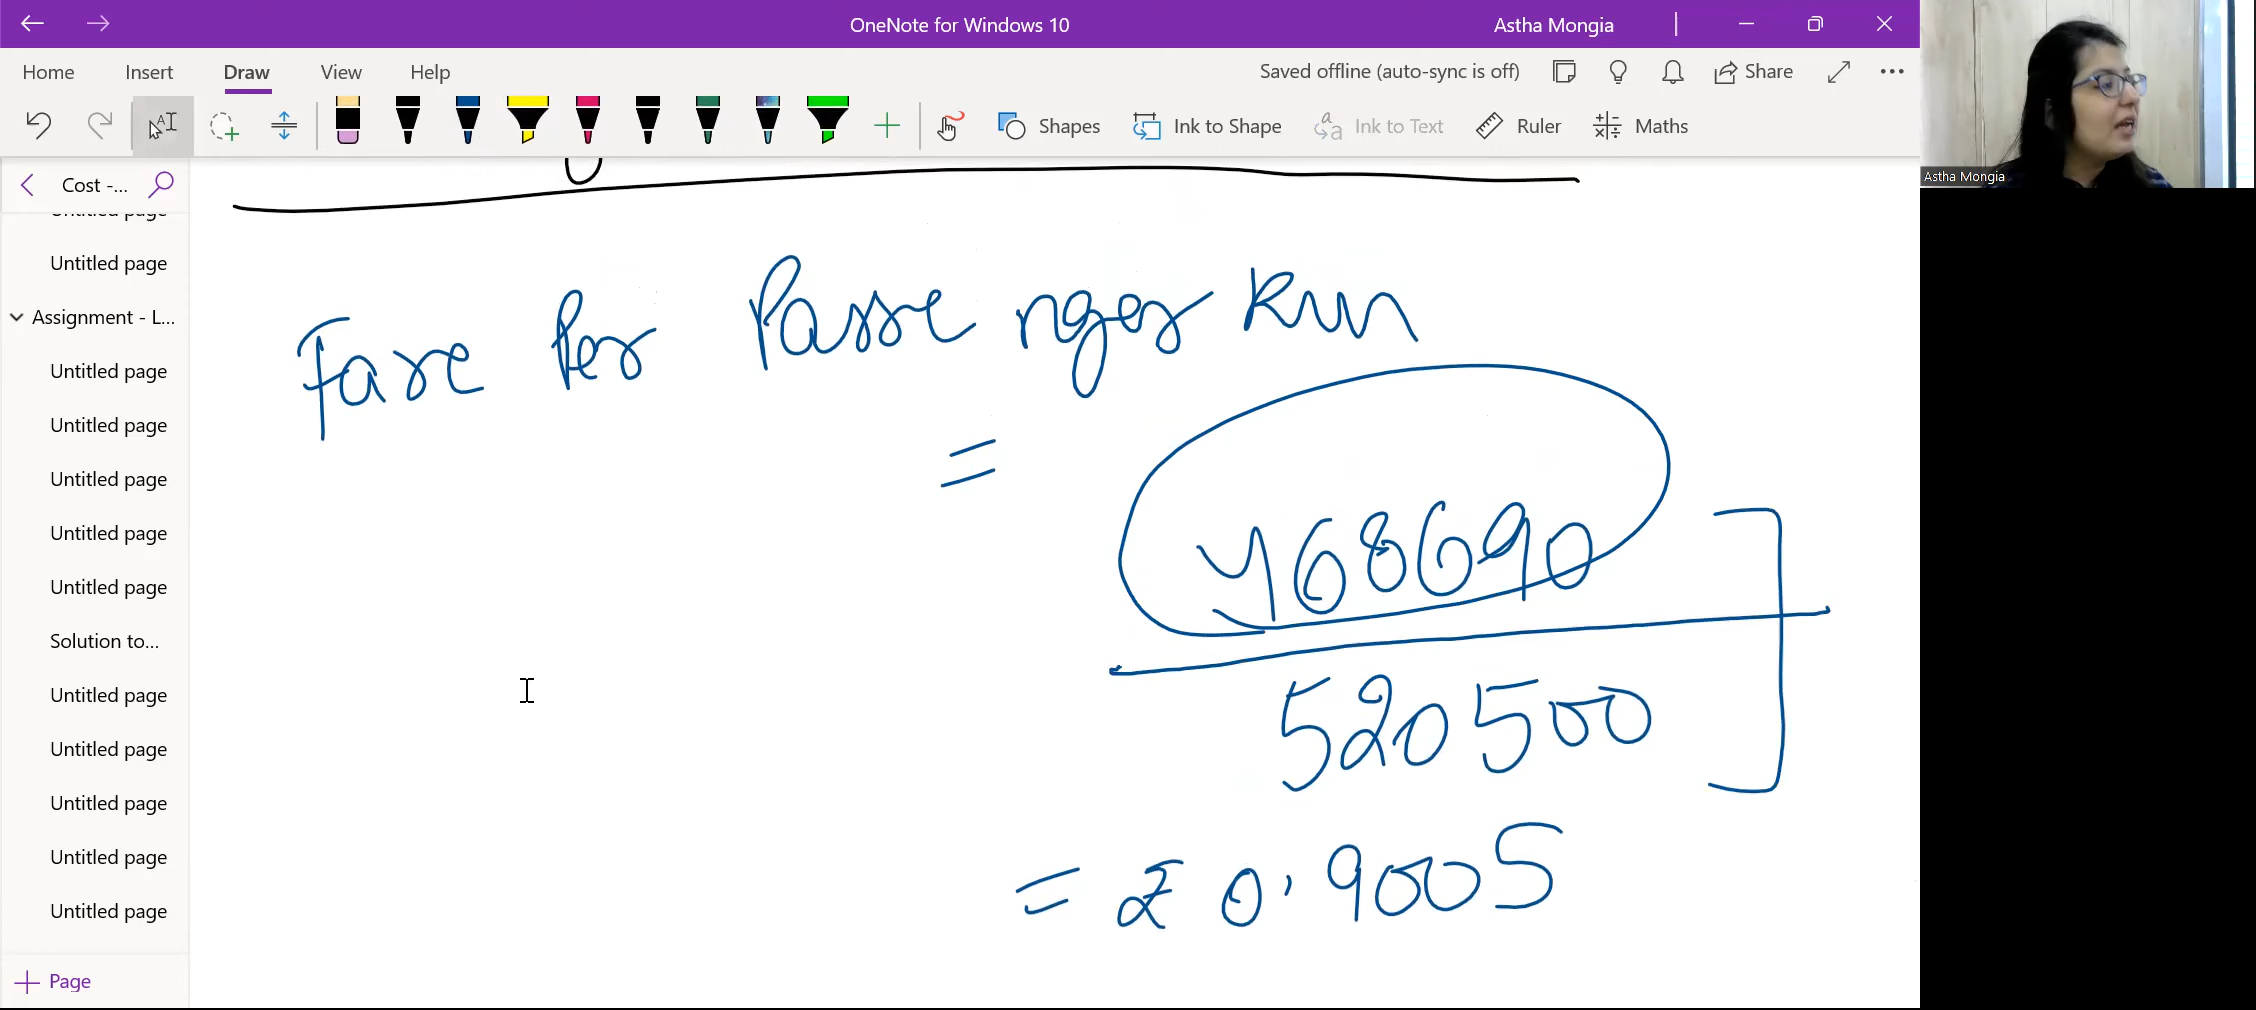 OneNote for Windows 10
Astha Mongia
Home Insert Draw View Help
Saved offline (auto-sync is off) Share
Shapes Ink to Shape Ink to Text Ruler Maths
Astha Mongia
Cost -...
Untitled page
Untitled page
Assignment - L...
Untitled page
Untitled page
Untitled page
Untitled page
Untitled page
Solution to...
Untitled page
Untitled page
Untitled page
Untitled page
Untitled page
Page
Fare Per Passenger Km
=
468690
520500
= ₹ 0.9005